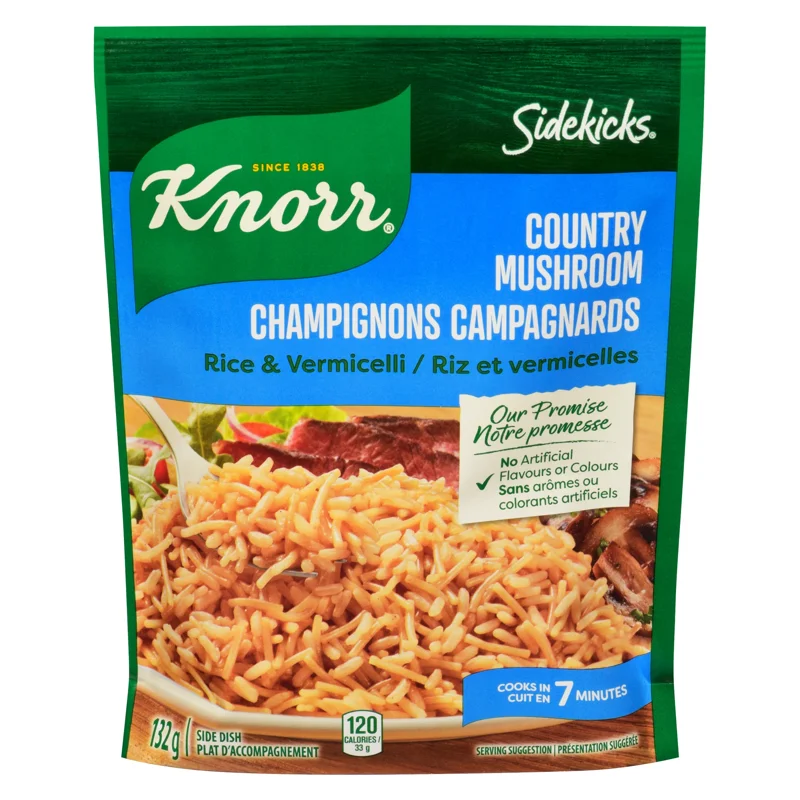 Sidekicks®
SINCE 1838
Knorr®
COUNTRY
MUSHROOM
CHAMPIGNONS CAMPAGNARDS
Rice & Vermicelli / Riz et vermicelles
Our Promise
Notre promesse
No Artificial
Flavours or Colours
Sans arômes ou
colorants artificiels
COOKS IN
CUIT EN 7 MINUTES
132 g
SIDE DISH
PLAT D'ACCOMPAGNEMENT
120
CALORIES /
33 g
SERVING SUGGESTION | PRÉSENTATION SUGGÉRÉE